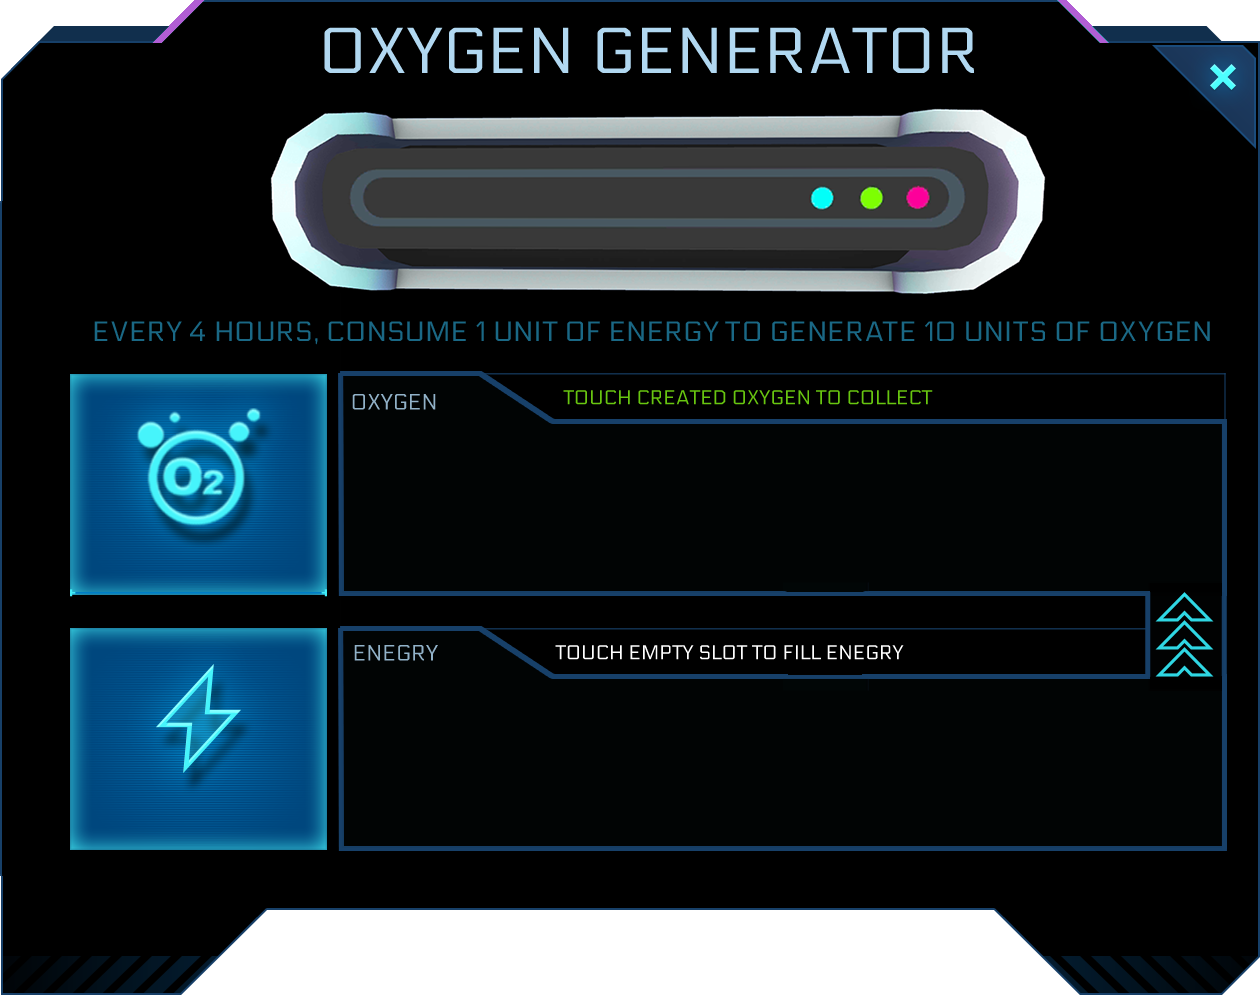 OXYGEN GENERATOR
EVERY 4 HOURS, CONSUME 1 UNIT OF ENERGY TO GENERATE 10 UNITS OF OXYGEN
OXYGEN
TOUCH CREATED OXYGEN TO COLLECT
O2
ENEGRY
TOUCH EMPTY SLOT TO FILL ENEGRY